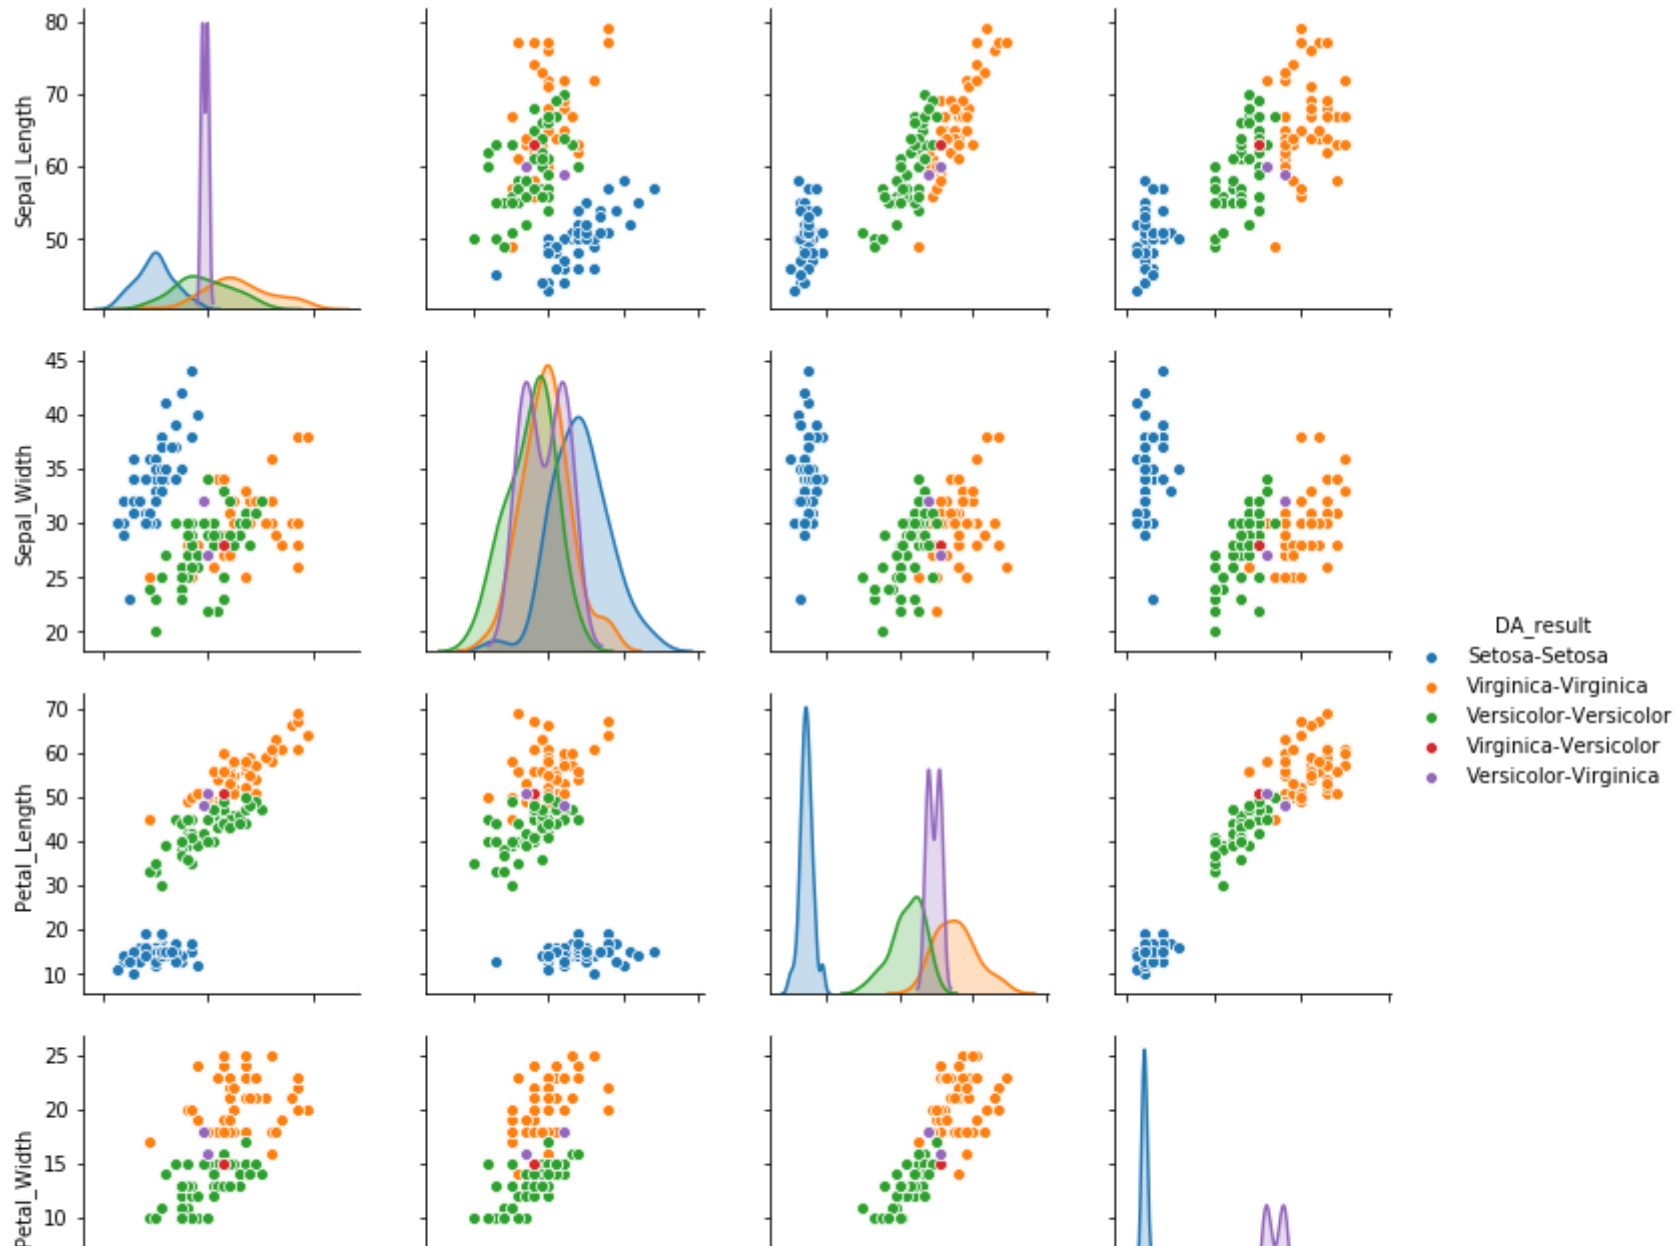 80
70
60
50
Sepal_Length
45
40
35
30
25
20
Sepal_Width
DA_result
Setosa-Setosa
Virginica-Virginica
Versicolor-Versicolor
Virginica-Versicolor
Versicolor-Virginica
70
60
50
40
30
20
10
Petal_Length
25
20
15
10
Petal_Width